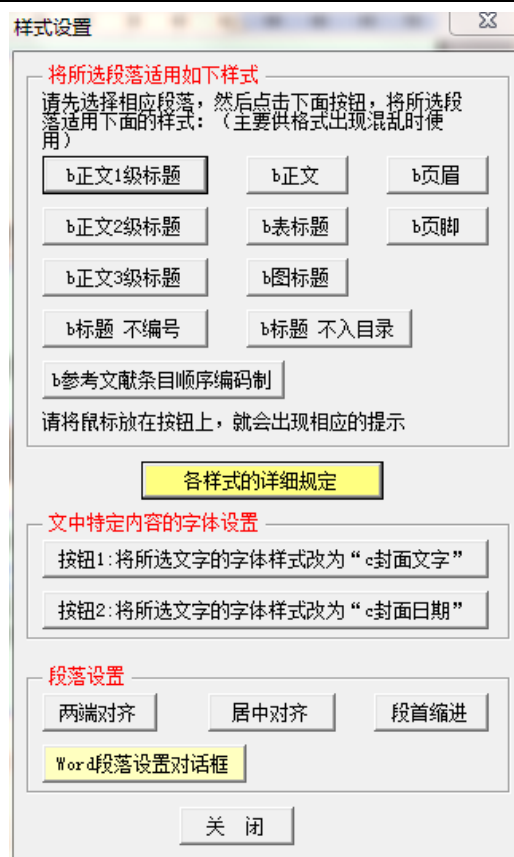 样式设置
将所选段落适用如下样式
请先选择相应段落，然后点击下面按钮，将所选段
落适用下面的样式：（主要供格式出现混乱时使
用）
b正文1级标题 b正文 b页眉
b正文2级标题 b表标题 b页脚
b正文3级标题 b图标题
b标题 不编号 b标题 不入目录
b参考文献条目顺序编码制
请将鼠标放在按钮上，就会出现相应的提示
各样式的详细规定
文中特定内容的字体设置
按钮1:将所选文字的字体样式改为“c封面文字”
按钮2:将所选文字的字体样式改为“c封面日期”
段落设置
两端对齐 居中对齐 段首缩进
Word段落设置对话框
关 闭